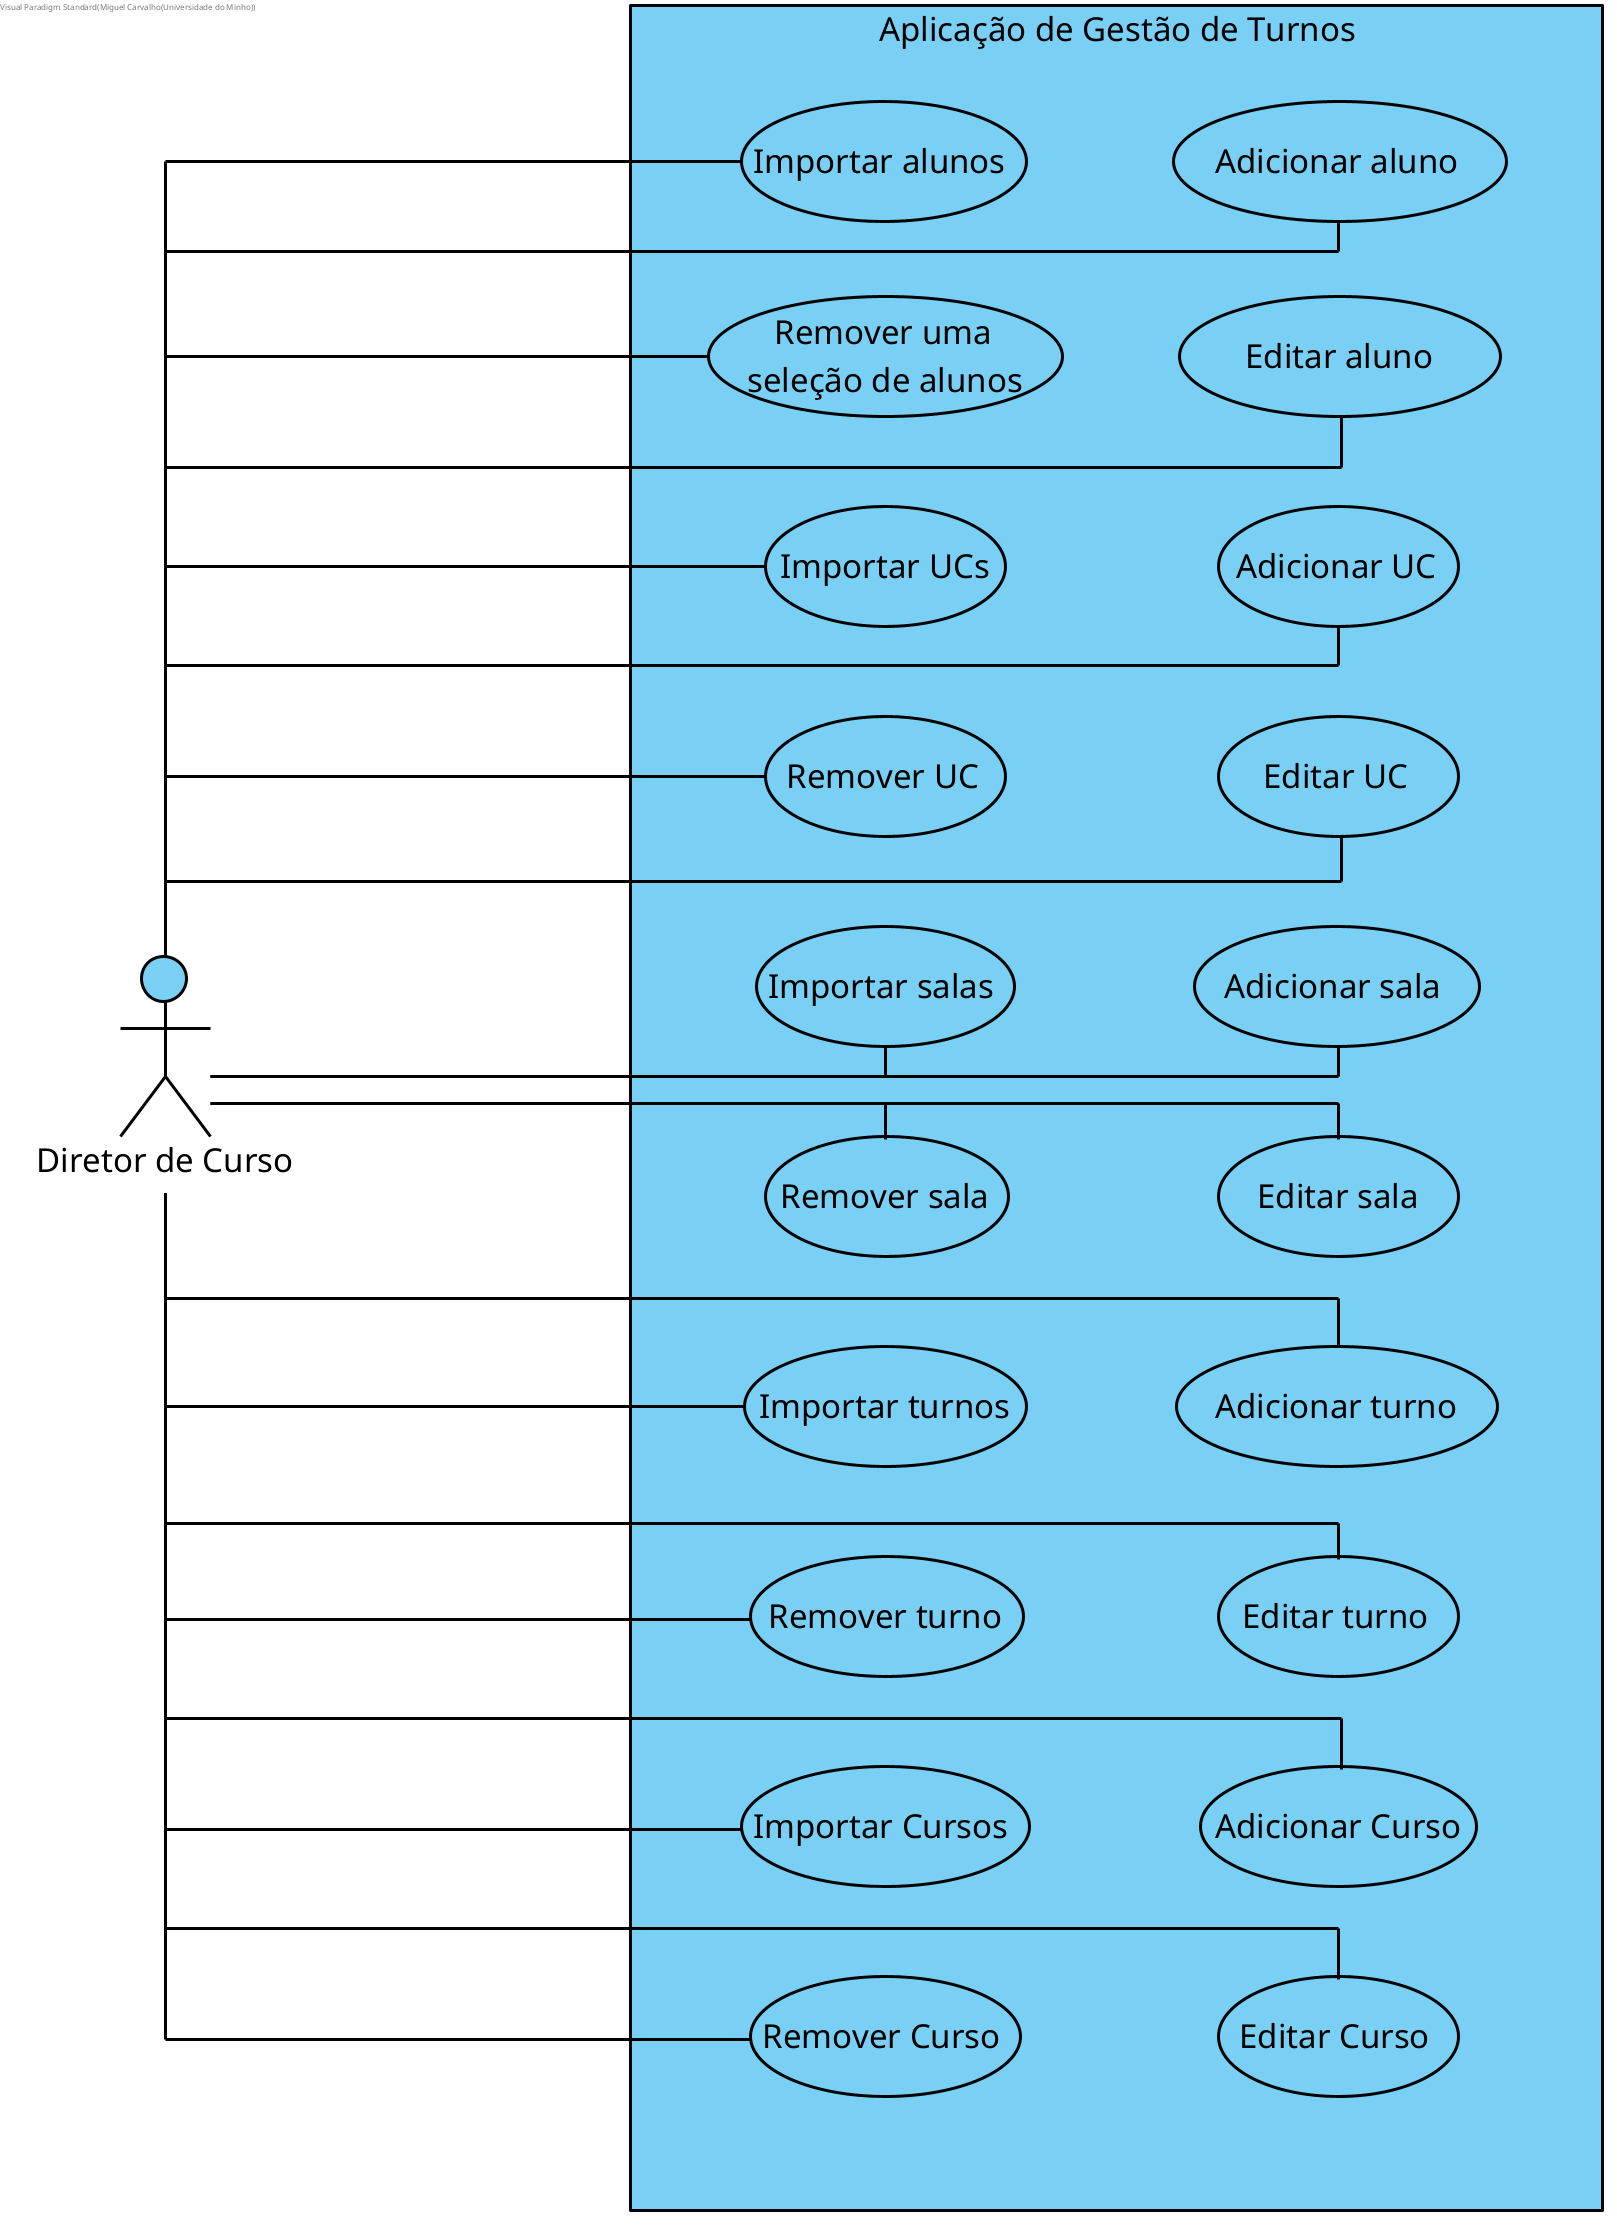 Visual Paradigm Standard(Miguel Carvalho(Universidade do Minho))
Aplicação de Gestão de Turnos
Importar alunos
Adicionar aluno
Remover uma
seleção de alunos
Editar aluno
Importar UCs
Adicionar UC
Remover UC
Editar UC
Importar salas
Adicionar sala
Diretor de Curso
Remover sala
Editar sala
Importar turnos
Adicionar turno
Remover turno
Editar turno
Importar Cursos
Adicionar Curso
Remover Curso
Editar Curso